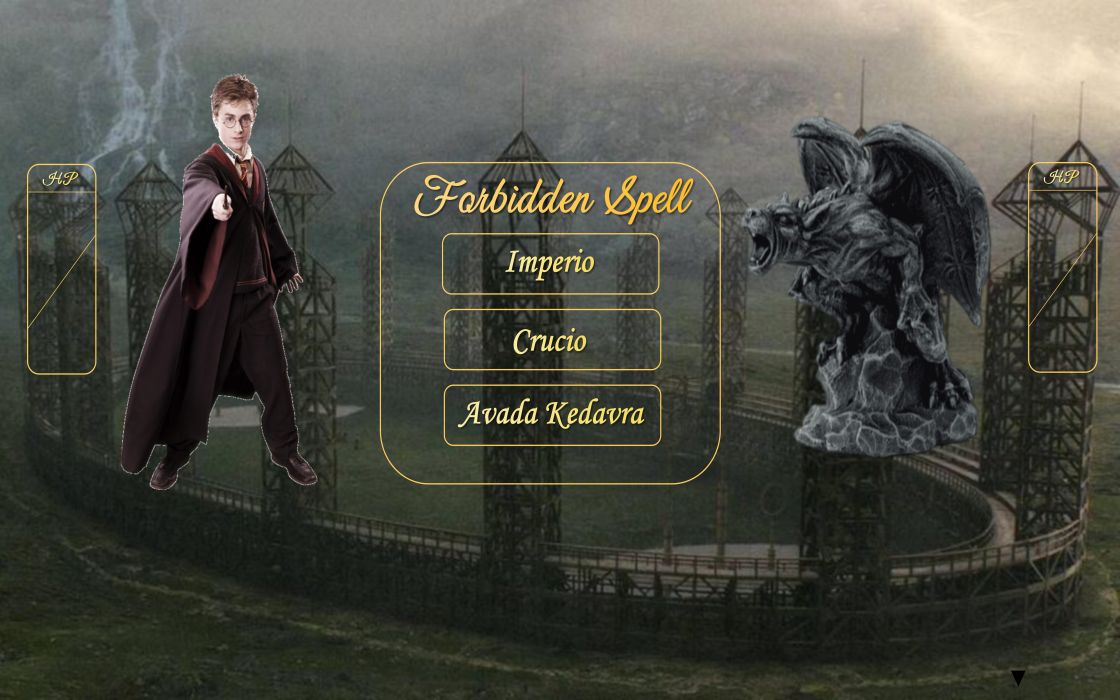 HP
Forbidden Spell
HP
Imperio
Crucio
Avada Kedavra